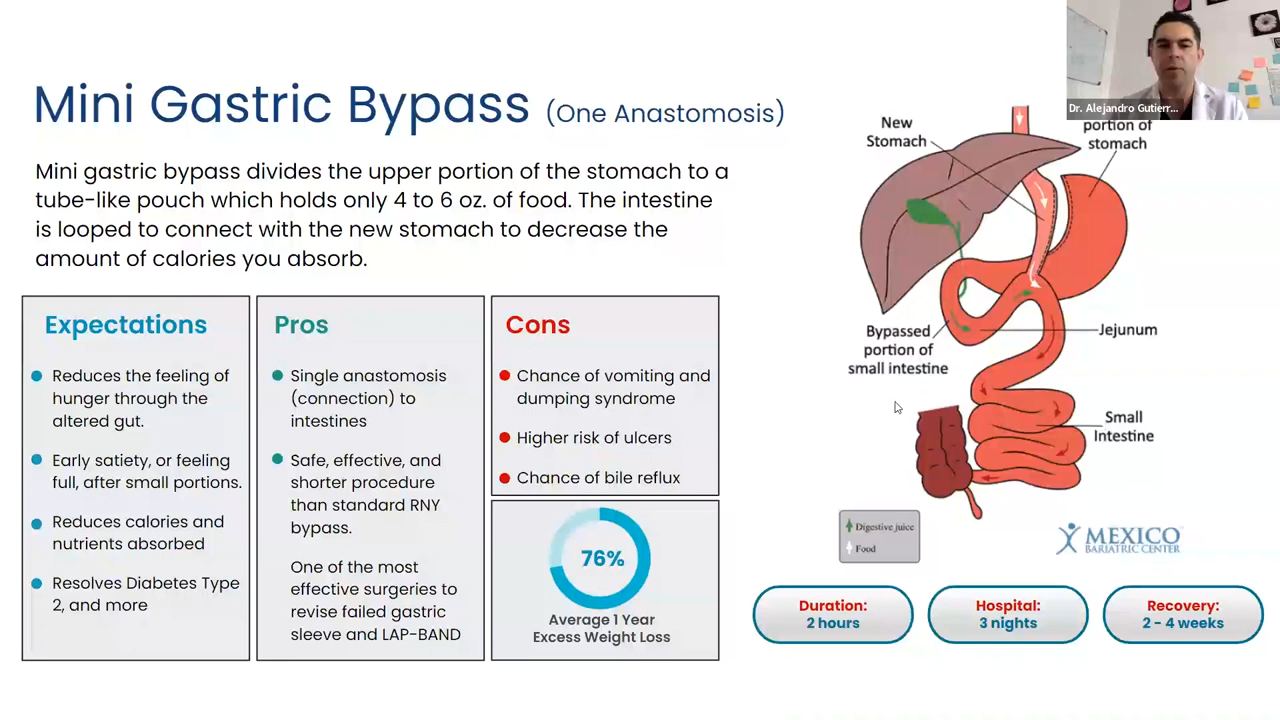 Mini Gastric Bypass (One Anastomosis)
Mini gastric bypass divides the upper portion of the stomach to a
tube-like pouch which holds only 4 to 6 oz. of food. The intestine
is looped to connect with the new stomach to decrease the
amount of calories you absorb.
Expectations
Reduces the feeling of
hunger through the
altered gut.
Early satiety, or feeling
full, after small portions.
Reduces calories and
nutrients absorbed
Resolves Diabetes Type
2, and more
Pros
Single anastomosis
(connection) to
intestines
Safe, effective, and
shorter procedure
than standard RNY
bypass.
One of the most
effective surgeries to
revise failed gastric
sleeve and LAP-BAND
Cons
Chance of vomiting and
dumping syndrome
Higher risk of ulcers
Chance of bile reflux
76%
Average 1 Year
Excess Weight Loss
Dr. Alejandro Gutierr...
New
Stomach
portion of
stomach
Bypassed
portion of
small intestine
Jejunum
Small
Intestine
Digestive juice
Food
MEXICO
BARIATRIC CENTER
Duration:
2 hours
Hospital:
3 nights
Recovery:
2 - 4 weeks